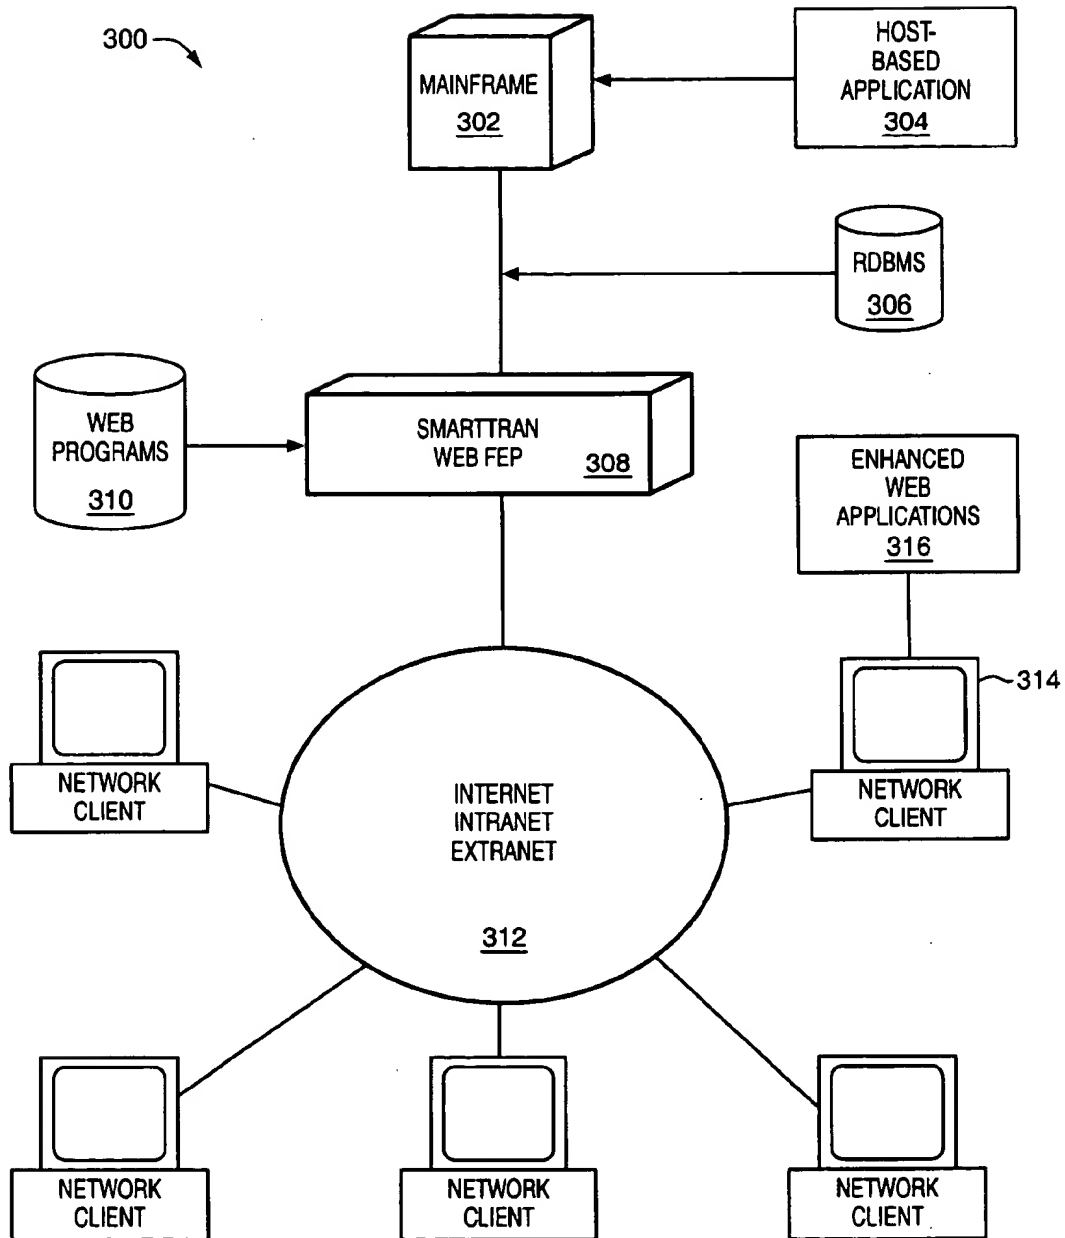 300
MAINFRAME
302
HOST-
BASED
APPLICATION
304
RDBMS
306
WEB
PROGRAMS
310
SMARTTRAN
WEB FEP
308
ENHANCED
WEB
APPLICATIONS
316
314
NETWORK
CLIENT
INTERNET
INTRANET
EXTRANET
312
NETWORK
CLIENT
NETWORK
CLIENT
NETWORK
CLIENT
NETWORK
CLIENT